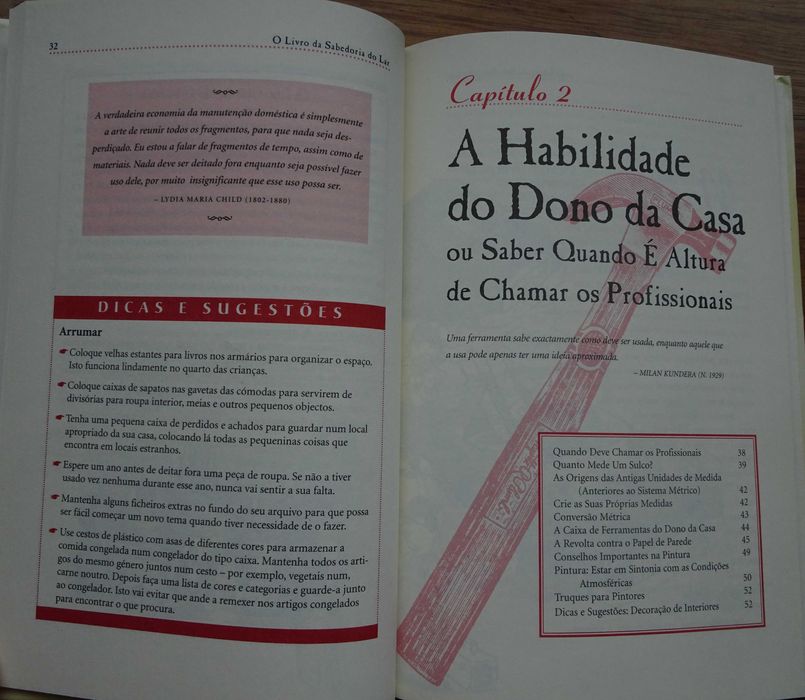 32
O Livro da Sabedoria do Lar
A verdadeira economia da manutenção doméstica é simplesmente
a arte de reunir todos os fragmentos, para que nada seja des-
perdiçado. Eu estou a falar de fragmentos de tempo, assim como de
materiais. Nada deve ser deitado fora enquanto seja possível fazer
uso dele, por muito insignificante que esse uso possa ser.
– LYDIA MARIA CHILD (1802-1880)
DICAS E SUGESTÕES
Arrumar
Coloque velhas estantes para livros nos armários para organizar o espaço.
Isto funciona lindamente no quarto das crianças.
Coloque caixas de sapatos nas gavetas das cómodas para servirem de
divisórias para roupa interior, meias e outros pequenos objectos.
Tenha uma pequena caixa de perdidos e achados para guardar num local
apropriado da sua casa, colocando lá todas as pequeninas coisas que
encontra em locais estranhos.
Espere um ano antes de deitar fora uma peça de roupa. Se não a tiver
usado vez nenhuma durante esse ano, nunca vai sentir a sua falta.
Mantenha alguns ficheiros extras no fundo do seu arquivo para que possa
ser fácil começar um novo tema quando tiver necessidade de o fazer.
Use cestos de plástico com asas de diferentes cores para armazenar a
comida congelada num congelador do tipo caixa. Mantenha todos os arti-
gos do mesmo género juntos num cesto – por exemplo, vegetais num,
carne noutro. Depois faça uma lista de cores e categorias e guarde-a junto
ao congelador. Isto vai evitar que ande a remexer nos artigos congelados
para encontrar o que procura.
Capítulo 2
A Habilidade
do Dono da Casa
ou Saber Quando É Altura
de Chamar os Profissionais
Uma ferramenta sabe exactamente como deve ser usada, enquanto aquele que
a usa pode apenas ter uma ideia aproximada.
– MILAN KUNDERA (N. 1929)
Quando Deve Chamar os Profissionais 38
Quanto Mede Um Sulco? 39
As Origens das Antigas Unidades de Medida
(Anteriores ao Sistema Métrico) 42
Crie as Suas Próprias Medidas 42
Conversão Métrica 43
A Caixa de Ferramentas do Dono da Casa 44
A Revolta contra o Papel de Parede 45
Conselhos Importantes na Pintura 49
Pintura: Estar em Sintonia com as Condições
Atmosféricas 50
Truques para Pintores 52
Dicas e Sugestões: Decoração de Interiores 52